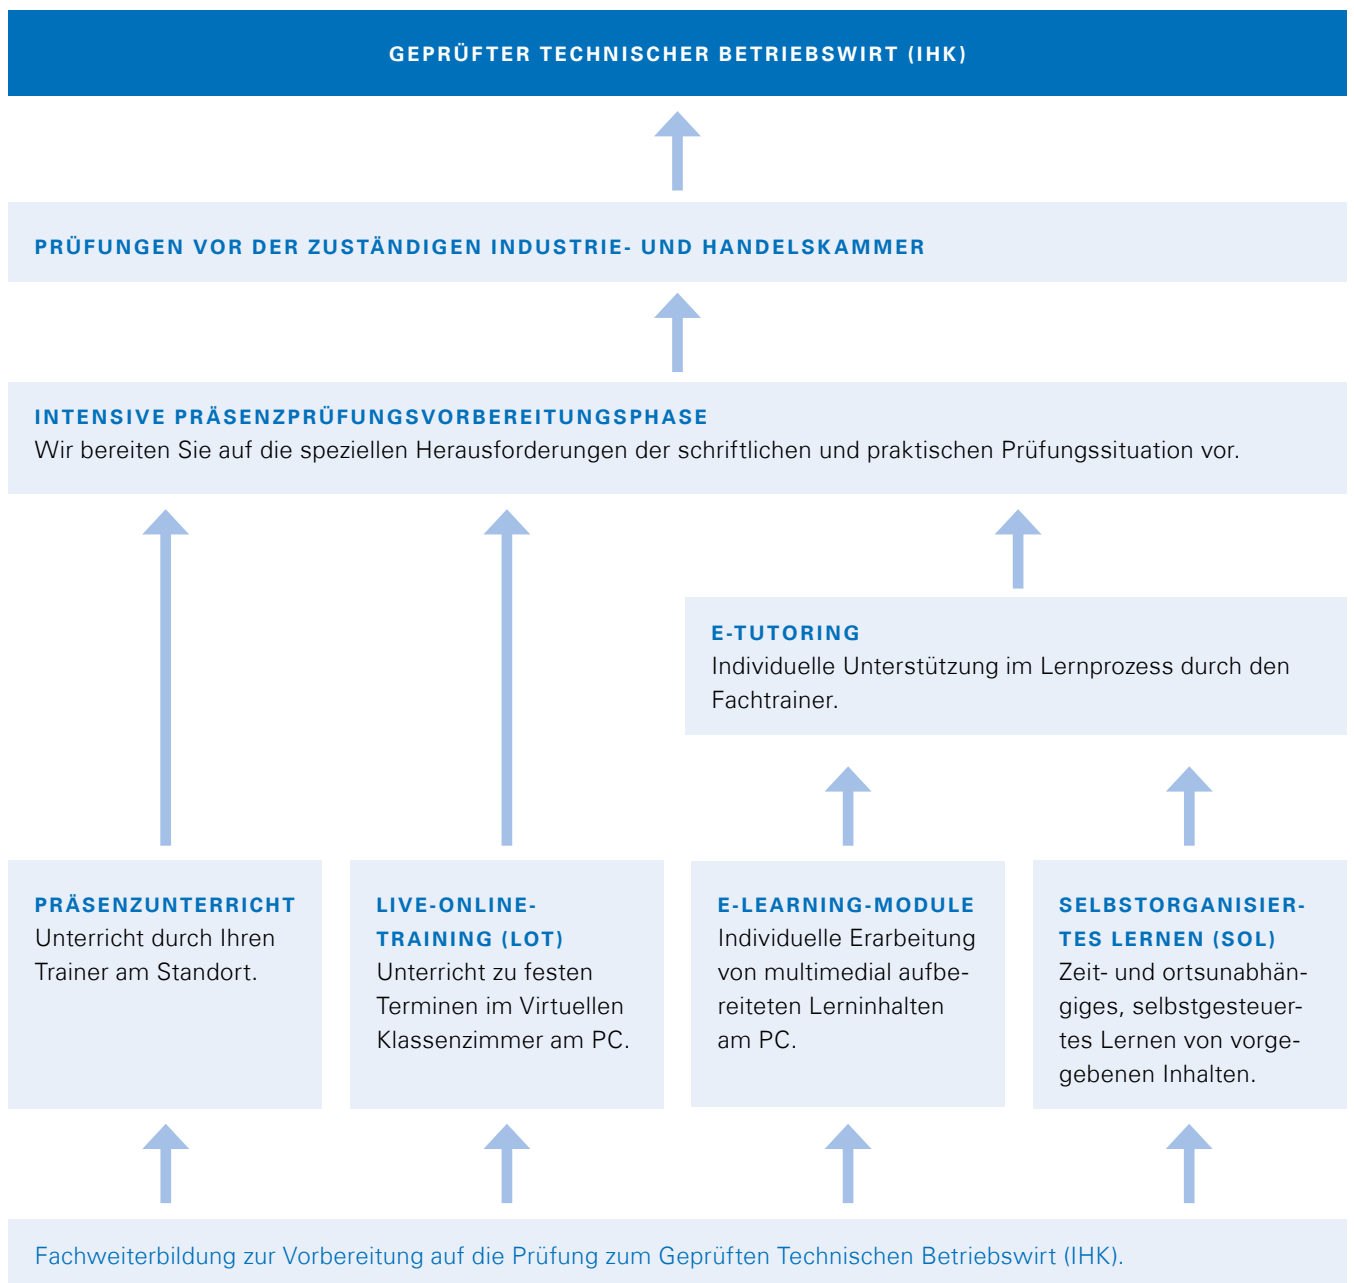 GEPRÜFTER TECHNISCHER BETRIEBSWIRT (IHK)
PRÜFUNGEN VOR DER ZUSTÄNDIGEN INDUSTRIE- UND HANDELSKAMMER
INTENSIVE PRÄSENZPRÜFUNGSVORBEREITUNGSPHASE
Wir bereiten Sie auf die speziellen Herausforderungen der schriftlichen und praktischen Prüfungssituation vor.
E-TUTORING
Individuelle Unterstützung im Lernprozess durch den
Fachtrainer.
PRÄSENZUNTERRICHT
Unterricht durch Ihren
Trainer am Standort.
LIVE-ONLINE-
TRAINING (LOT)
Unterricht zu festen
Terminen im Virtuellen
Klassenzimmer am PC.
E-LEARNING-MODULE
Individuelle Erarbeitung
von multimedial aufbe-
reiteten Lerninhalten
am PC.
SELBSTORGANISIER-
TES LERNEN (SOL)
Zeit- und ortsunabhän-
giges, selbstgesteuer-
tes Lernen von vorge-
gebenen Inhalten.
Fachweiterbildung zur Vorbereitung auf die Prüfung zum Geprüften Technischen Betriebswirt (IHK).